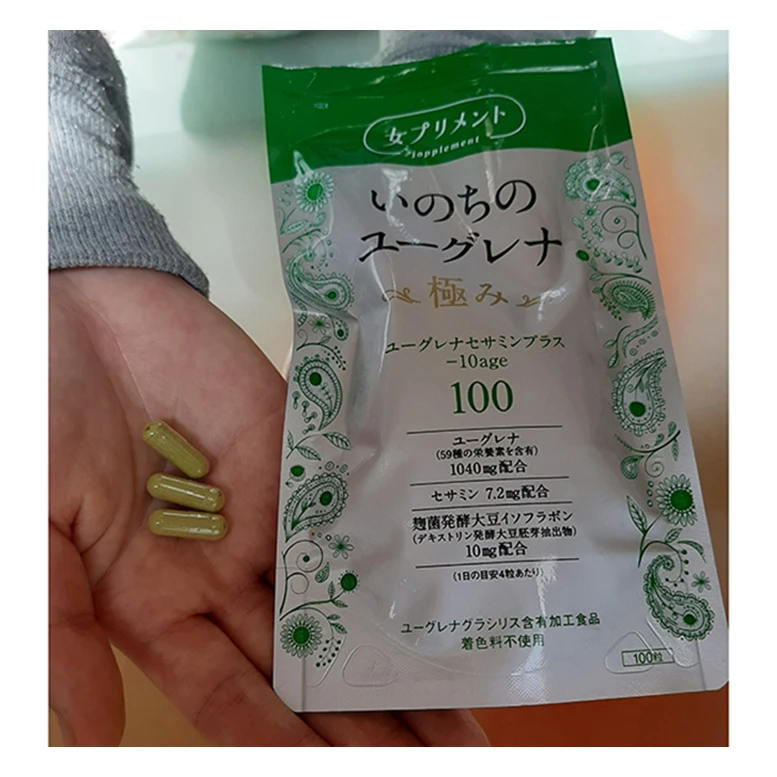 女プリメント
Jopplement
いのちの
ユーグレナ
極み
ユーグレナセサミンプラス
-10age
100
ユーグレナ
(59種の栄養素を含有)
1040mg配合
セサミン 7.2mg配合
麹菌発酵大豆イソフラボン
(デキストリン発酵大豆胚芽抽出物)
10mg配合
(1日の目安4粒あたり)
ユーグレナグラシリス含有加工食品
着色料不使用
100粒